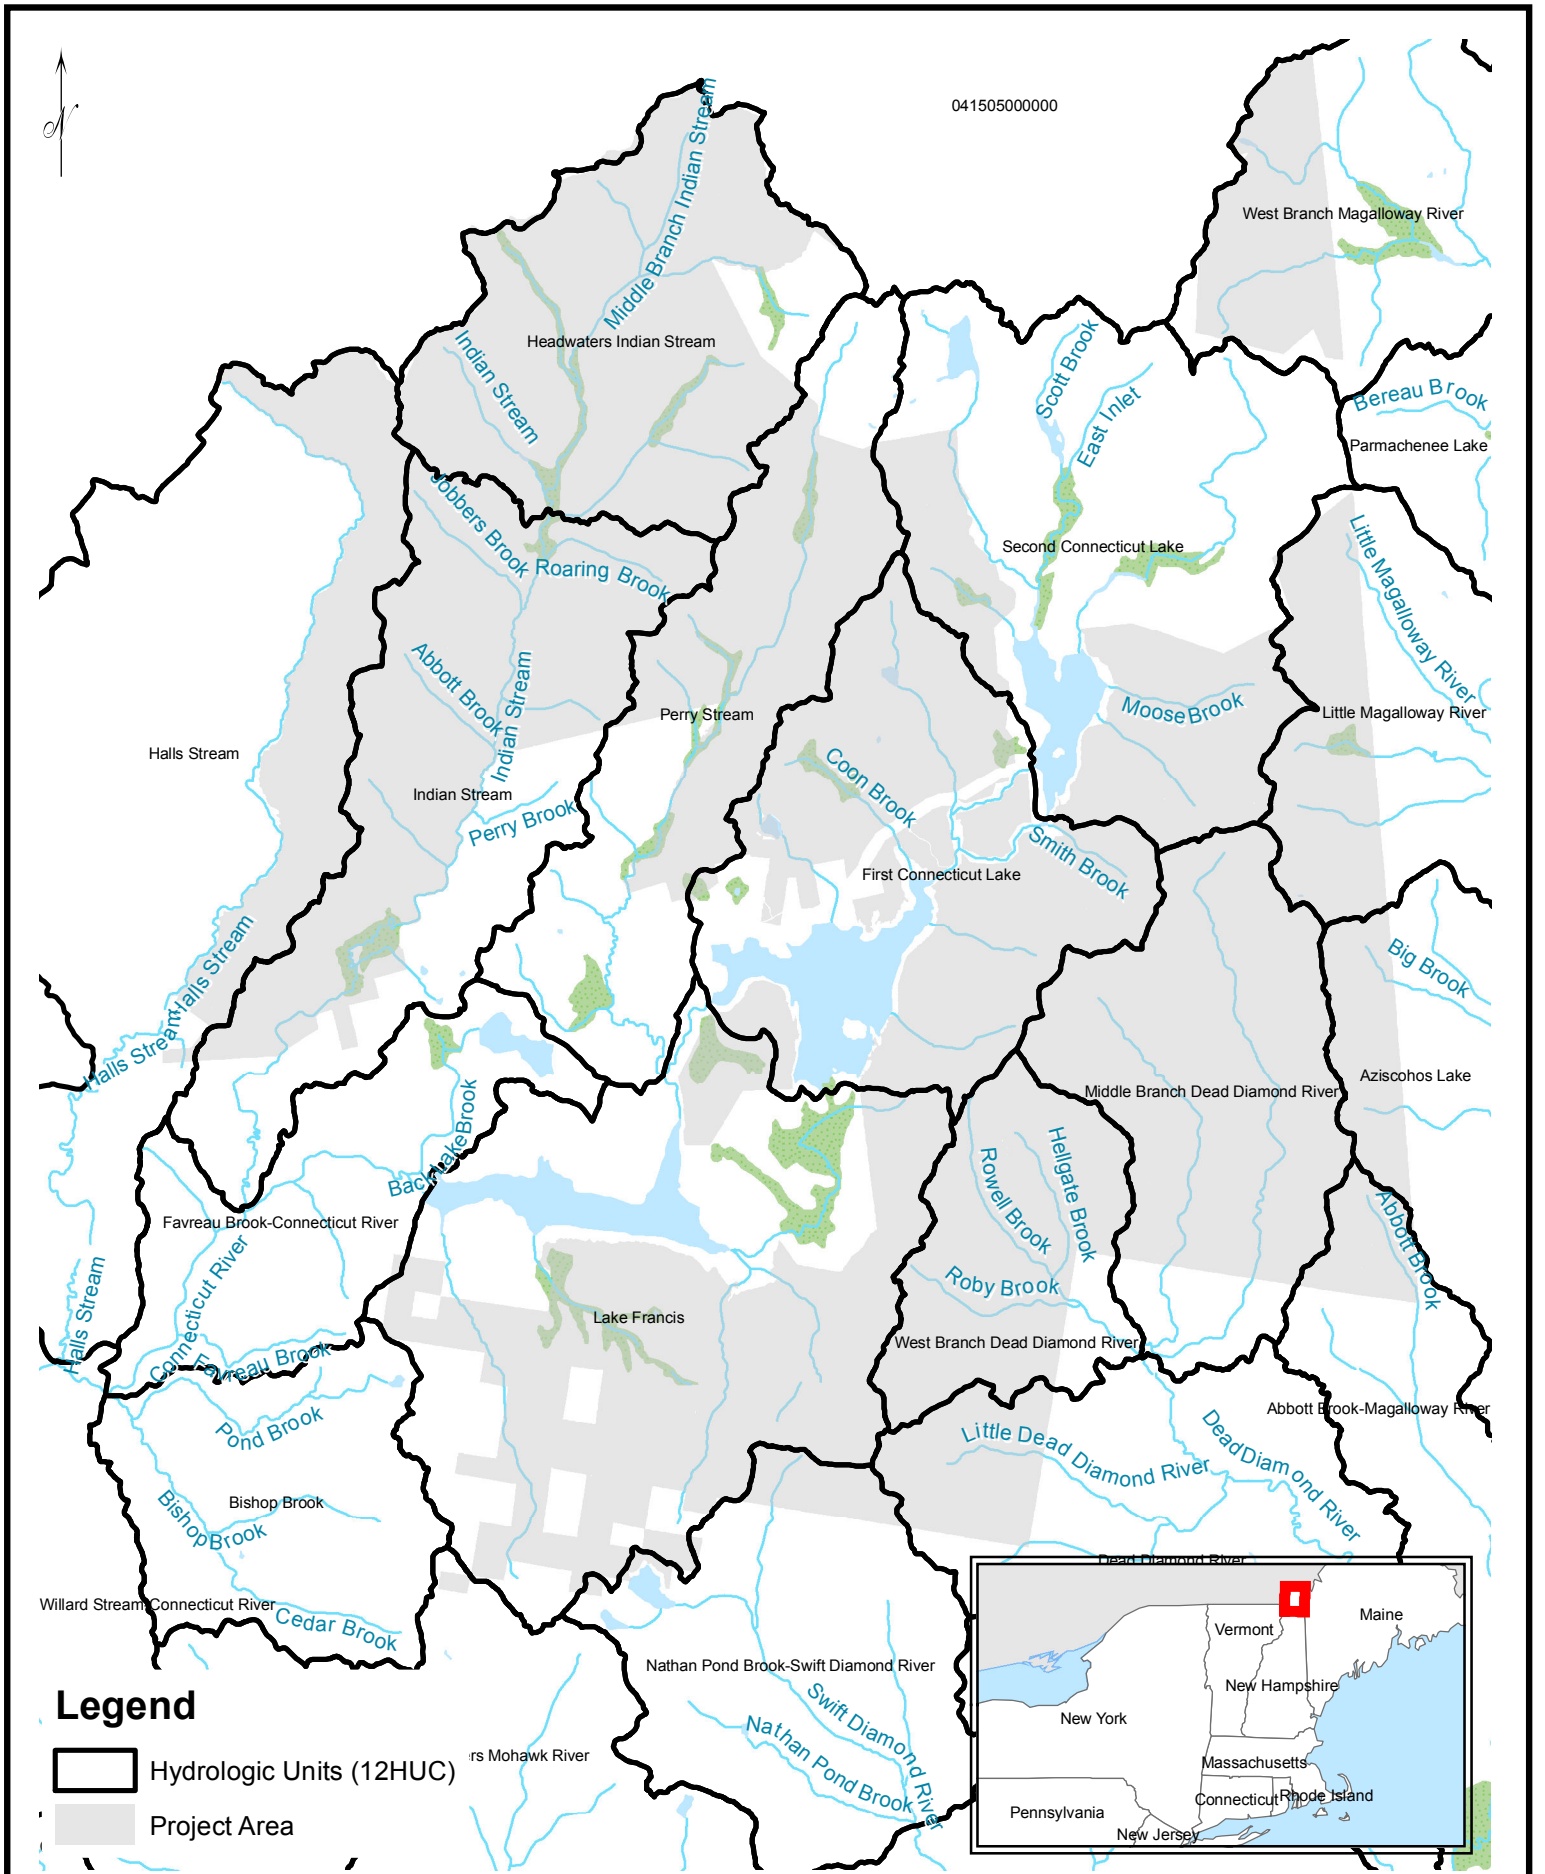 N
041505000000
Middle Branch Indian Stream
West Branch Magalloway River
Headwaters Indian Stream
Indian Stream
Scott Brook
East Inlet
Bereau Brook
Parmachenee Lake
Jobbers Brook
Roaring Brook
Second Connecticut Lake
Little Magalloway River
Abbott Brook
Indian Stream
Perry Stream
Moose Brook
Little Magalloway River
Halls Stream
Coon Brook
Indian Stream
Perry Brook
Smith Brook
First Connecticut Lake
Halls Stream
Big Brook
Halls Stream
Aziscohos Lake
Middle Branch Dead Diamond River
Back Lake Brook
Hellgate Brook
Rowell Brook
Favreau Brook-Connecticut River
Abbott Brook
Connecticut River
Halls Stream
Roby Brook
Lake Francis
West Branch Dead Diamond River
Favreau Brook
Pond Brook
Abbott Brook-Magalloway River
Little Dead Diamond River
Dead Diamond River
Bishop Brook
Bishop Brook
Dead Diamond River
Willard Stream-Connecticut River
Cedar Brook
Nathan Pond Brook-Swift Diamond River
Swift Diamond River
Nathan Pond Brook
rs Mohawk River
Legend
Hydrologic Units (12HUC)
Project Area
Maine
Vermont
New Hampshire
New York
Massachusetts
Connecticut
Rhode Island
Pennsylvania
New Jersey